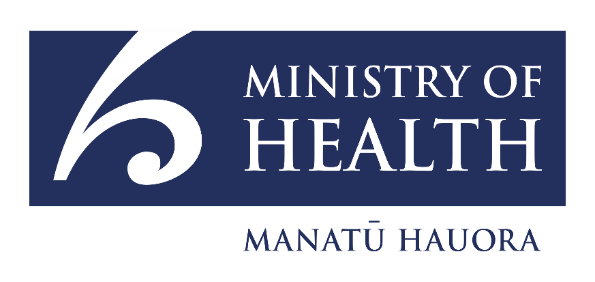 MINISTRY OF
HEALTH
MANATŪ HAUORA